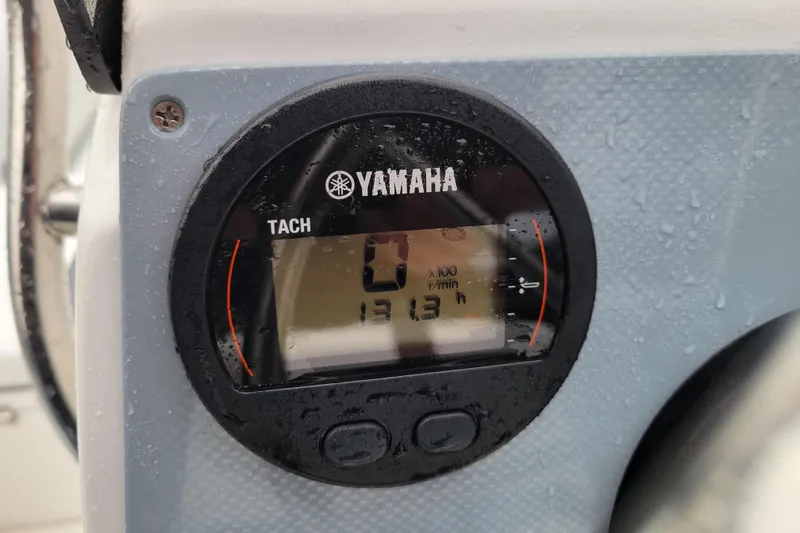 YAMAHA
TACH
0
x100
r/min
131.3 h